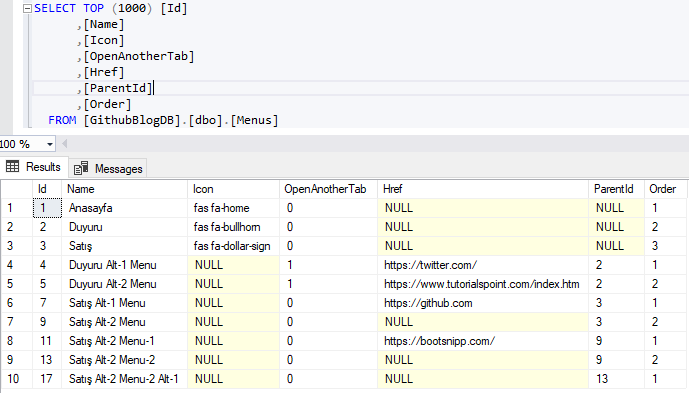 SELECT TOP (1000) [Id]
,[Name]
,[Icon]
,[OpenAnotherTab]
,[Href]
,[ParentId]
,[Order]
FROM [GithubBlogDB].[dbo].[Menus]
100 %
Results Messages
Id Name Icon OpenAnotherTab Href ParentId Order
1 1 Anasayfa fas fa-home 0 NULL NULL 1
2 2 Duyuru fas fa-bullhorn 0 NULL NULL 2
3 3 Satış fas fa-dollar-sign 0 NULL NULL 3
4 4 Duyuru Alt-1 Menu NULL 1 https://twitter.com/ 2 1
5 5 Duyuru Alt-2 Menu NULL 1 https://www.tutorialspoint.com/index.htm 2 2
6 7 Satış Alt-1 Menu NULL 0 https://github.com 3 1
7 9 Satış Alt-2 Menu NULL 0 NULL 3 2
8 11 Satış Alt-2 Menu-1 NULL 0 https://bootsnipp.com/ 9 1
9 13 Satış Alt-2 Menu-2 NULL 0 NULL 9 2
10 17 Satış Alt-2 Menu-2 Alt-1 NULL 0 NULL 13 1